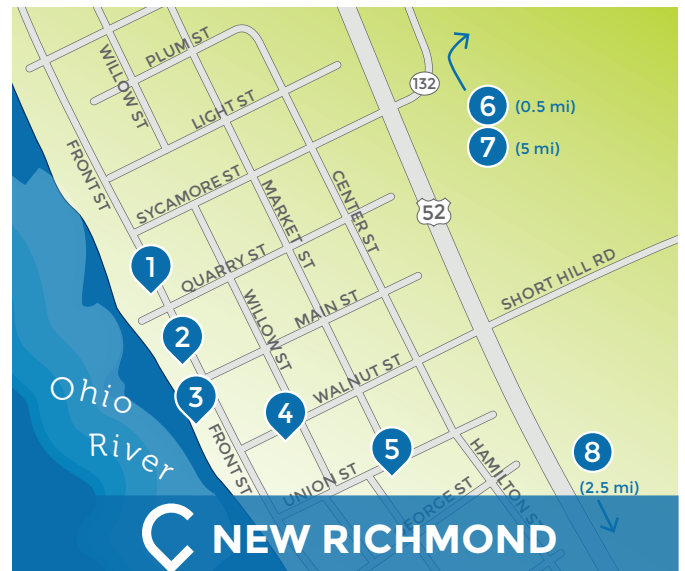 PLUM ST
WILLOW ST
132
6 (0.5 mi)
LIGHT ST
7 (5 mi)
FRONT ST
SYCAMORE ST
MARKET ST
CENTER ST
52
1
QUARRY ST
SHORT HILL RD
MAIN ST
WILLOW ST
2
WALNUT ST
3
Ohio
River
4
FRONT ST
5
8
(2.5 mi)
HAMILTON ST
UNION ST
GEORGE ST
NEW RICHMOND